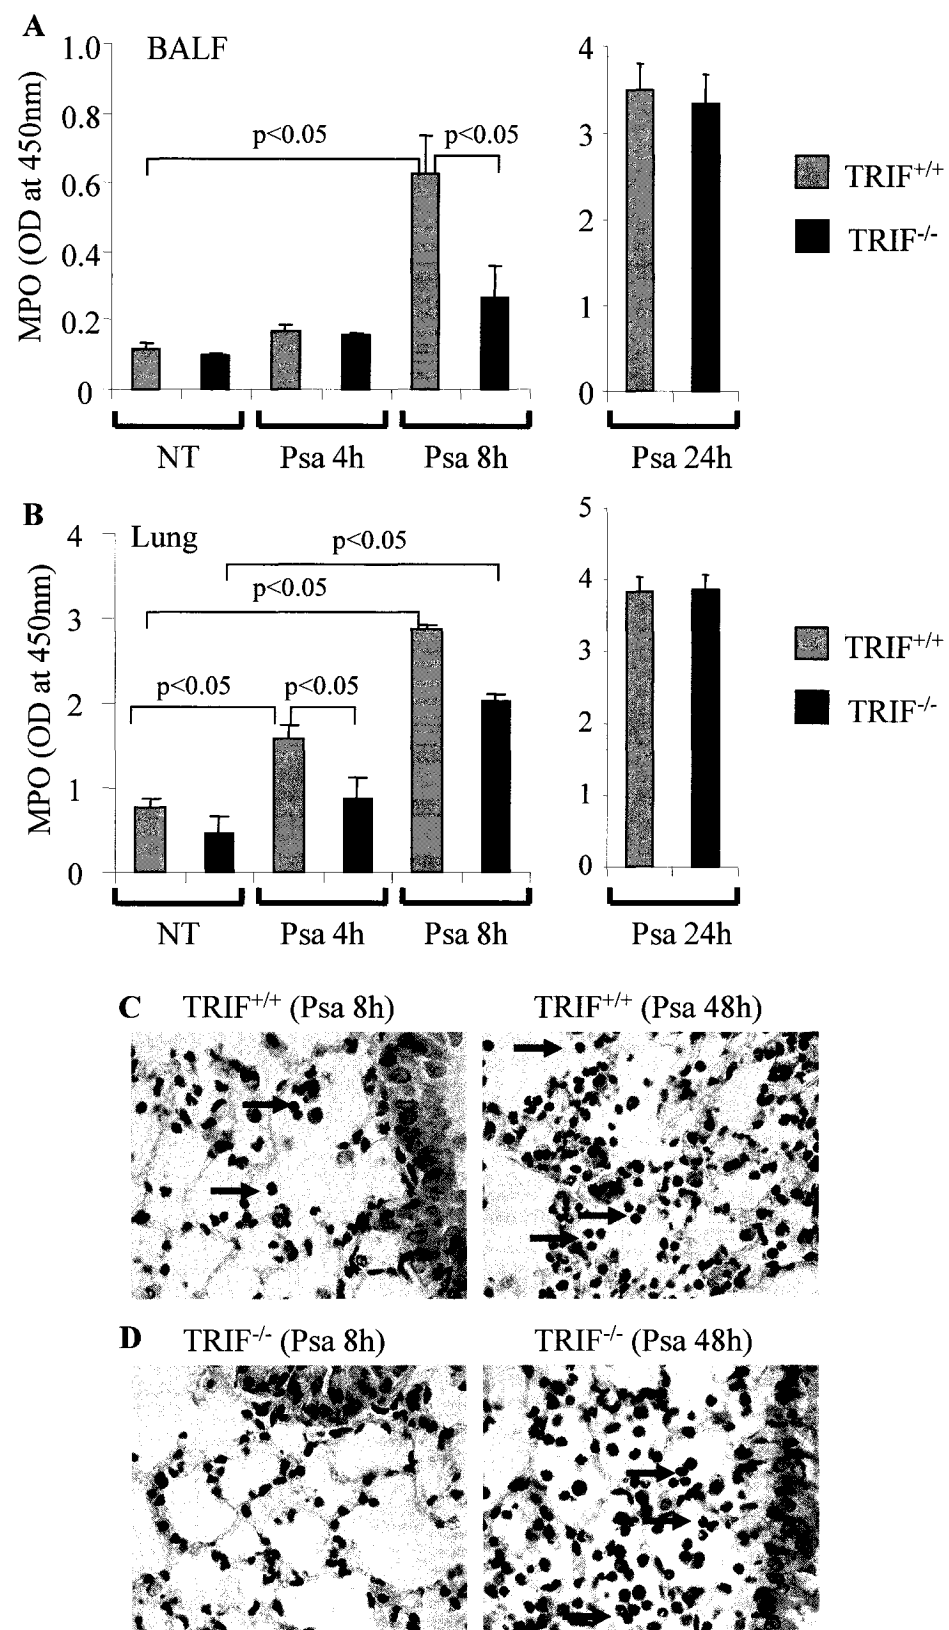 A
BALF
MPO (OD at 450nm)
1.0
0.8
0.6
0.4
0.2
0
p<0.05
p<0.05
NT
Psa 4h
Psa 8h
4
3
2
1
0
Psa 24h
TRIF+/+
TRIF-/-
B
Lung
MPO (OD at 450nm)
4
3
2
1
0
p<0.05
p<0.05
p<0.05
p<0.05
NT
Psa 4h
Psa 8h
5
4
3
2
1
0
Psa 24h
TRIF+/+
TRIF-/-
C
TRIF+/+ (Psa 8h)
TRIF+/+ (Psa 48h)
D
TRIF-/- (Psa 8h)
TRIF-/- (Psa 48h)